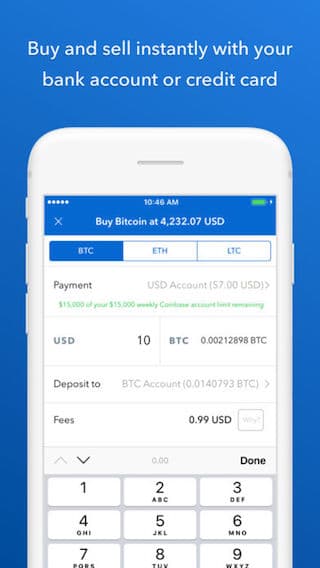 Buy and sell instantly with your
bank account or credit card
10:46 AM
Buy Bitcoin at 4,232.07 USD
BTC ETH LTC
Payment USD Account (57.00 USD)
$15,000 of your $15,000 weekly Coinbase account limit remaining
USD 10 BTC 0.00212898 BTC
Deposit to BTC Account (0.0140793 BTC)
Fees 0.99 USD Why?
0.00 Done
1 2 3
ABC DEF
4 5 6
GHI JKL MNO
7 8 9
PQRS TUV WXYZ